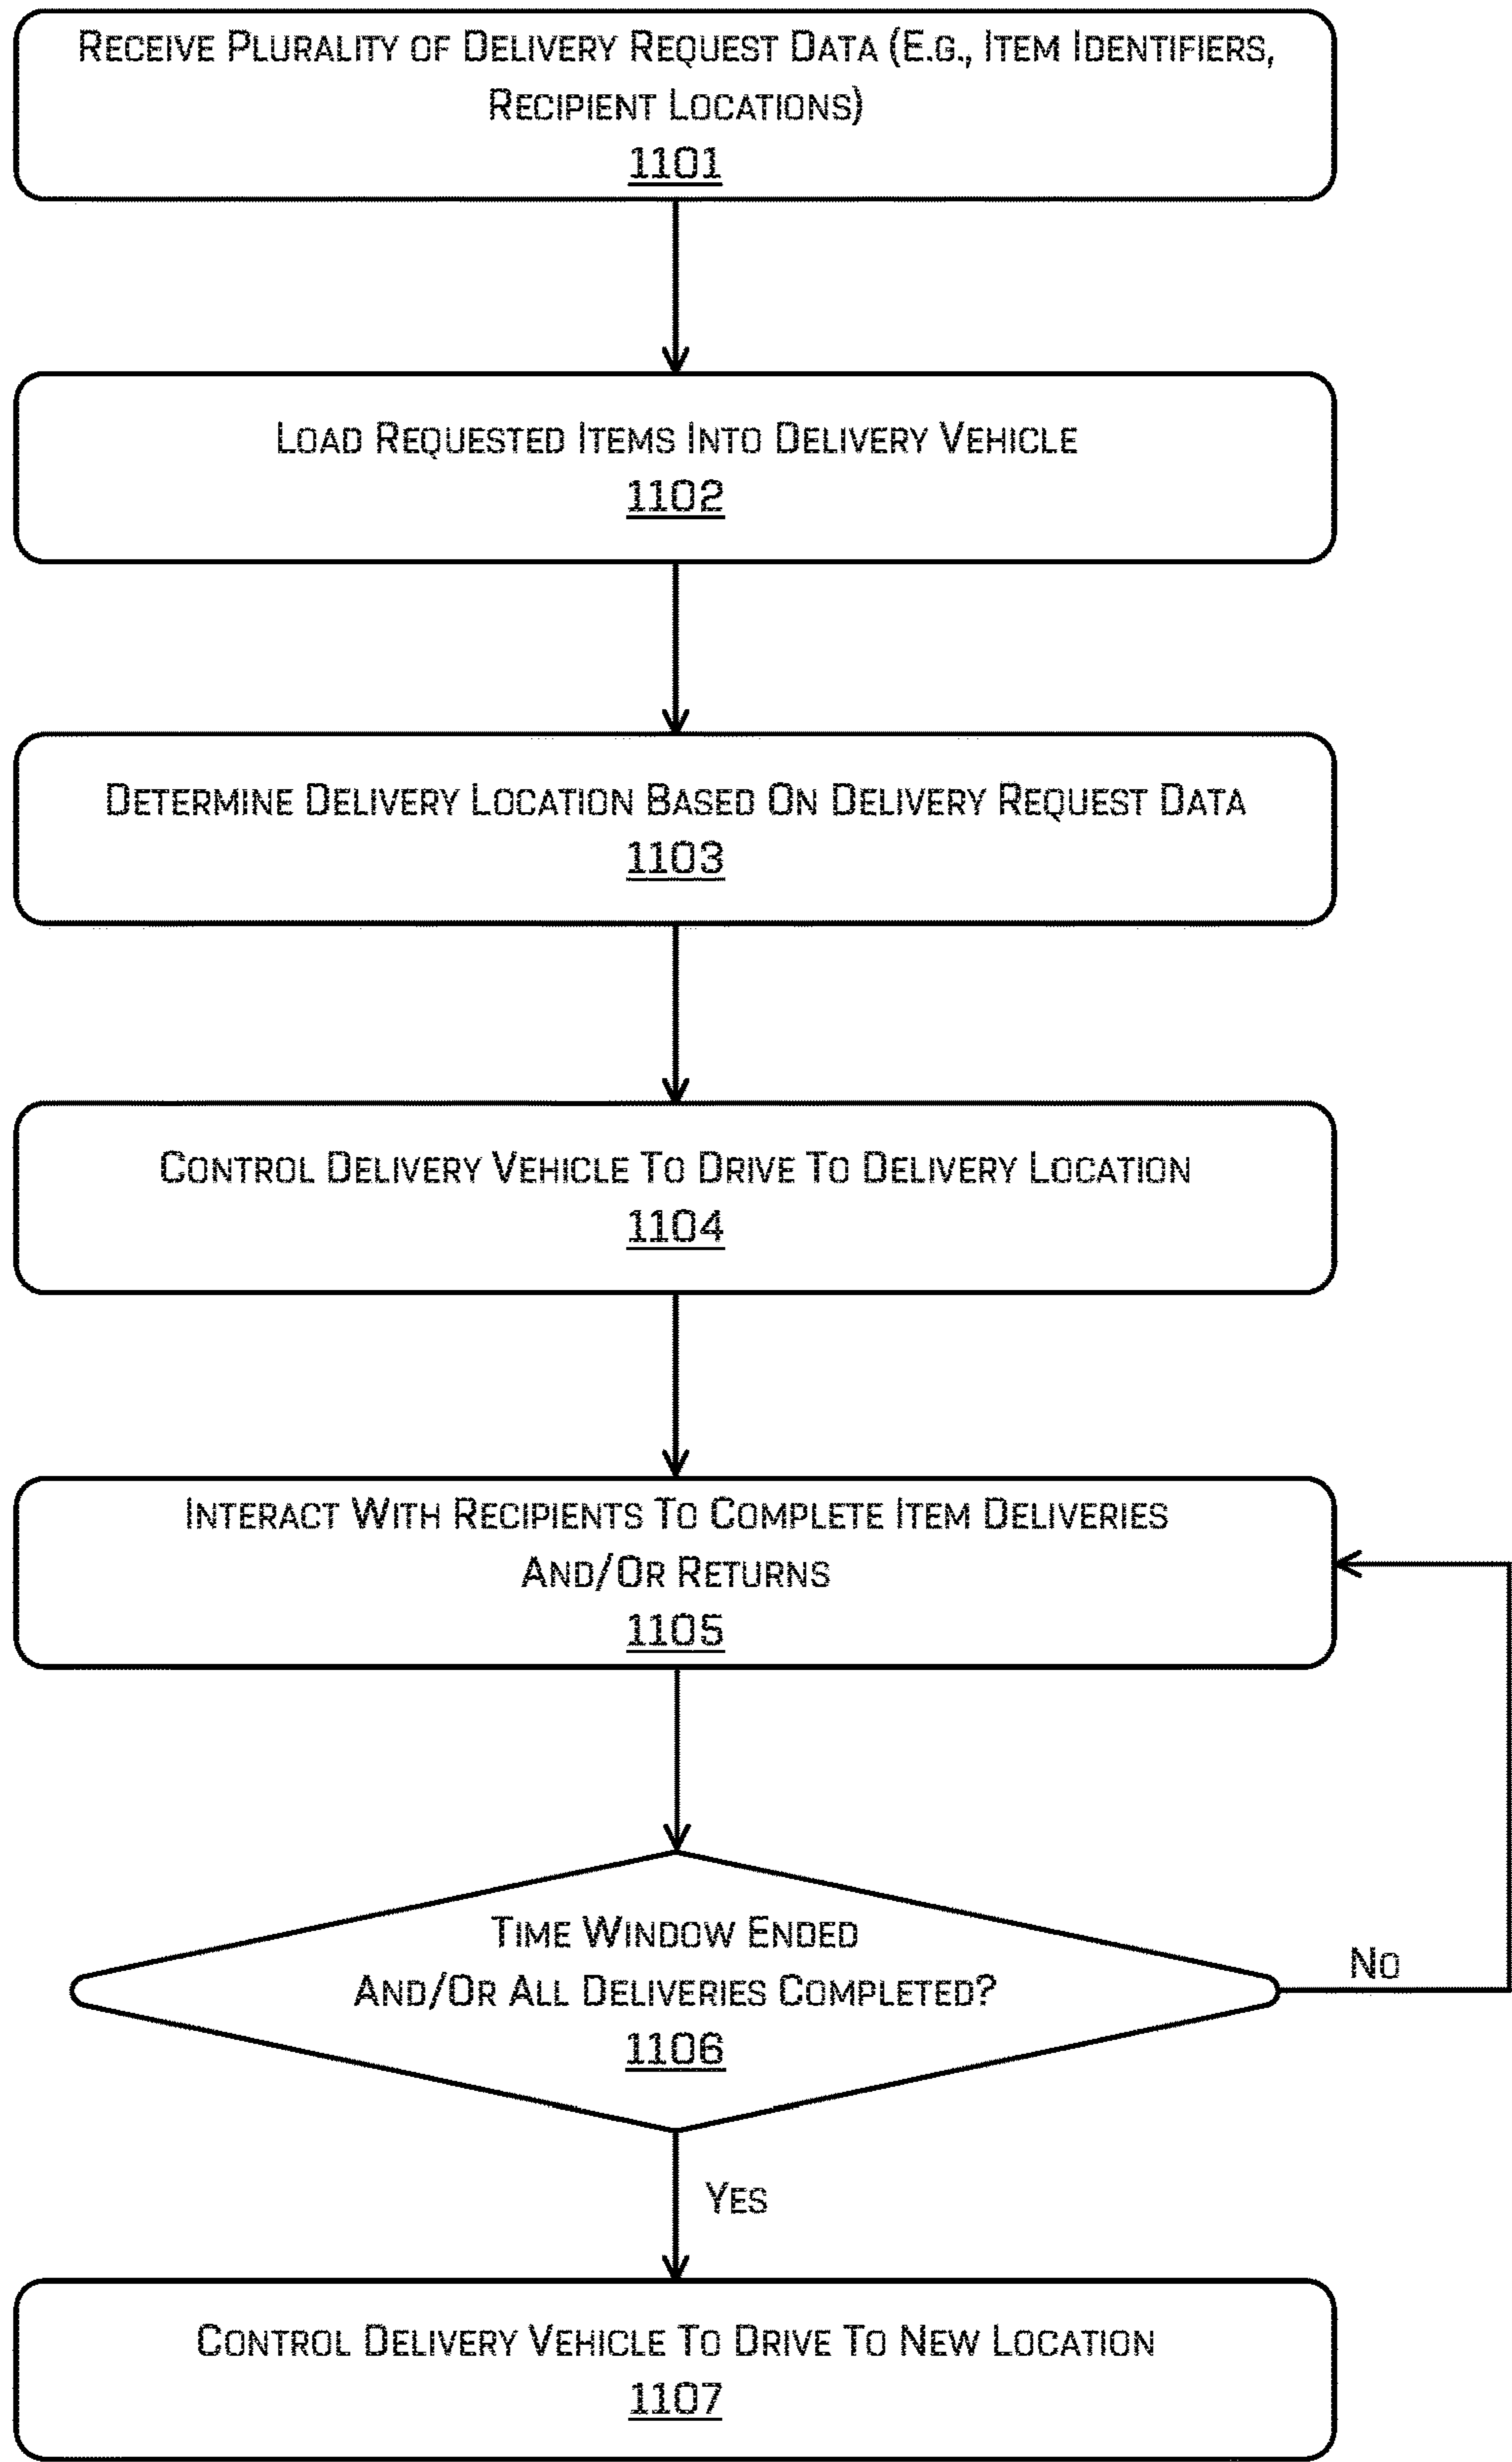 RECEIVE PLURALITY OF DELIVERY REQUEST DATA (E.G., ITEM IDENTIFIERS,
RECIPIENT LOCATIONS)
1101
LOAD REQUESTED ITEMS INTO DELIVERY VEHICLE
1102
DETERMINE DELIVERY LOCATION BASED ON DELIVERY REQUEST DATA
1103
CONTROL DELIVERY VEHICLE TO DRIVE TO DELIVERY LOCATION
1104
INTERACT WITH RECIPIENTS TO COMPLETE ITEM DELIVERIES
AND/OR RETURNS
1105
TIME WINDOW ENDED
AND/OR ALL DELIVERIES COMPLETED?
1106
NO
YES
CONTROL DELIVERY VEHICLE TO DRIVE TO NEW LOCATION
1107